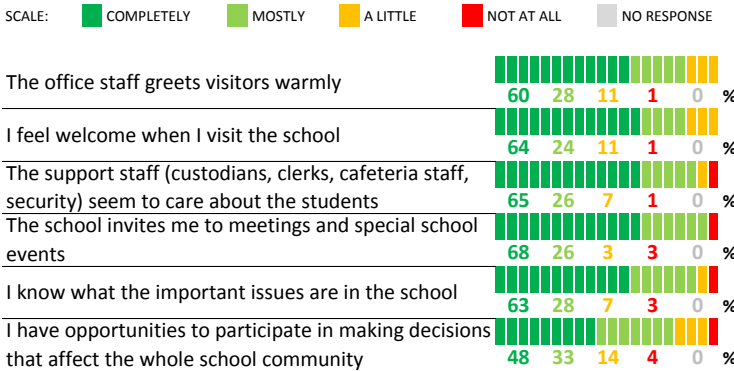 SCALE: COMPLETELY MOSTLY A LITTLE NOT AT ALL NO RESPONSE
The office staff greets visitors warmly
60 28 11 1 0 %
I feel welcome when I visit the school
64 24 11 1 0 %
The support staff (custodians, clerks, cafeteria staff,
security) seem to care about the students
65 26 7 1 0 %
The school invites me to meetings and special school
events
68 26 3 3 0 %
I know what the important issues are in the school
63 28 7 3 0 %
I have opportunities to participate in making decisions
that affect the whole school community
48 33 14 4 0 %